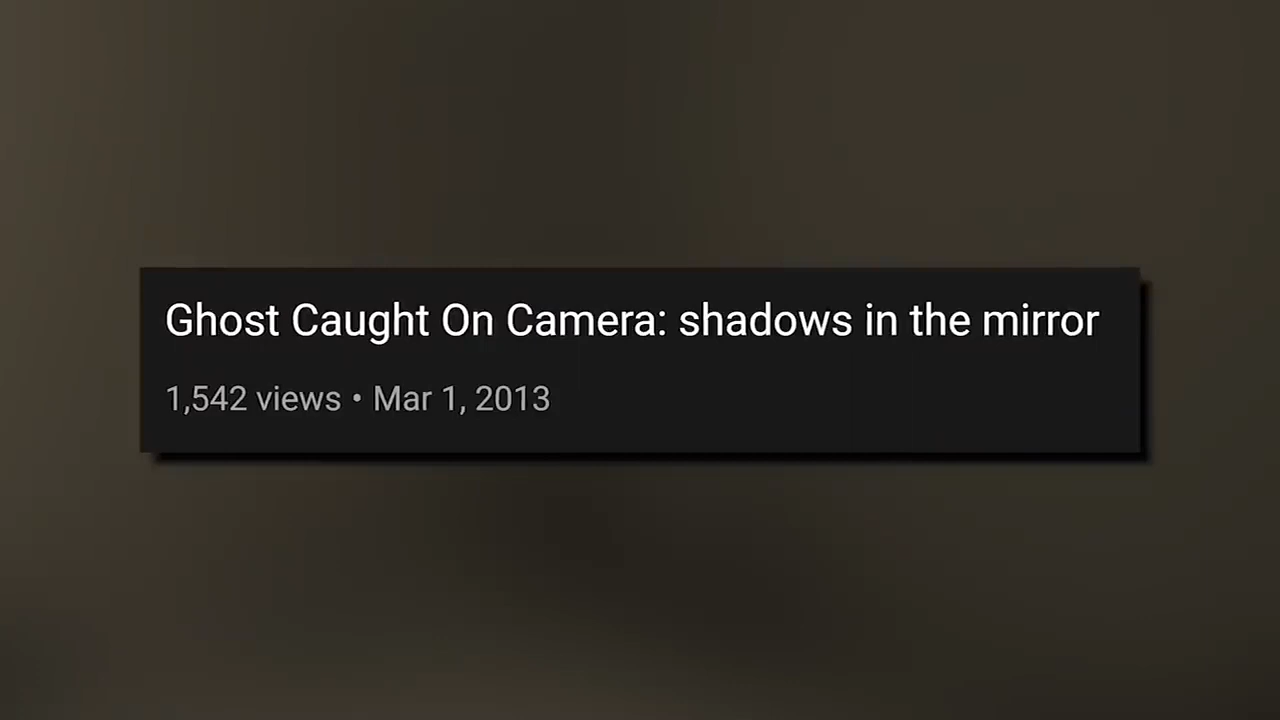 Ghost Caught On Camera: shadows in the mirror
1,542 views • Mar 1, 2013